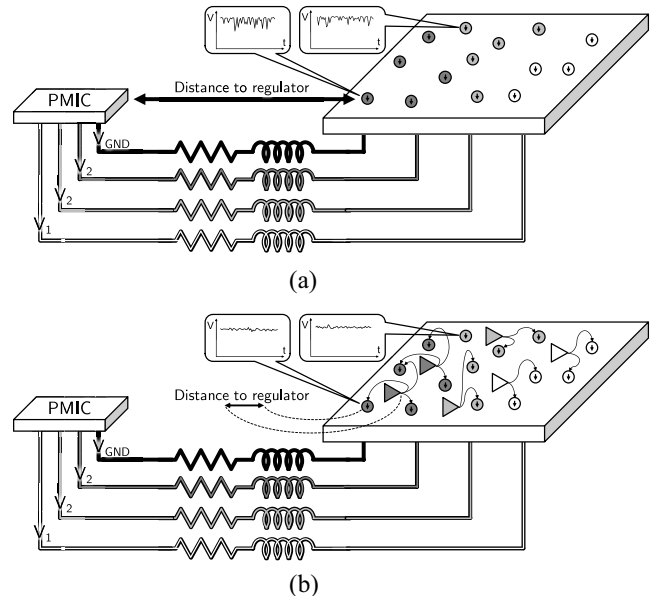 V
t
V
t
PMIC
Distance to regulator
GND
2
2
1
(a)
V
t
V
t
Distance to regulator
PMIC
GND
2
2
1
(b)